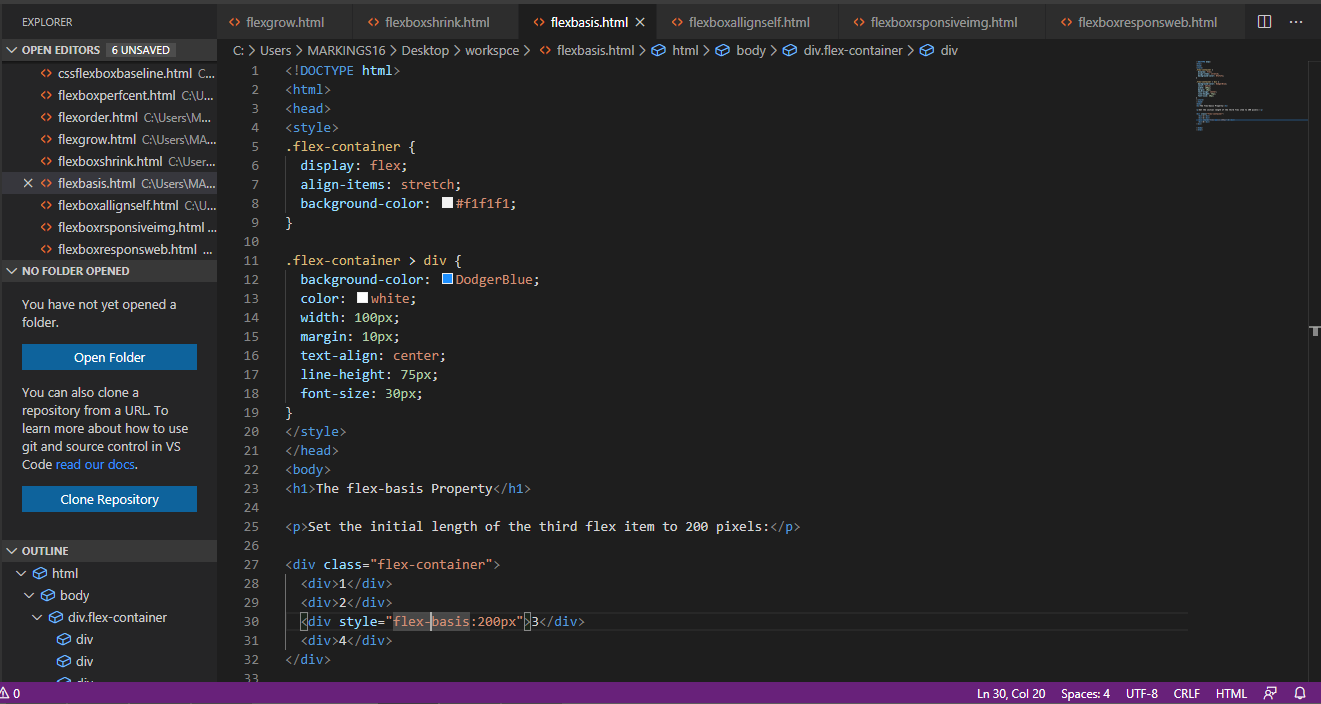 EXPLORER
flexgrow.html
flexboxshrink.html
flexbasis.html
flexboxallignself.html
flexboxrsponsiveimg.html
flexboxresponsweb.html
OPEN EDITORS 6 UNSAVED
C: > Users > MARKINGS16 > Desktop > workspce > flexbasis.html > html > body > div.flex-container > div
cssflexboxbaseline.html C...
flexboxperfcent.html C:\U...
flexorder.html C:\Users\M...
flexgrow.html C:\Users\MA...
flexboxshrink.html C:\User...
flexbasis.html C:\Users\MA...
flexboxallignself.html C:\U...
flexboxrsponsiveimg.html ...
flexboxresponsweb.html ...
NO FOLDER OPENED
You have not yet opened a
folder.
Open Folder
You can also clone a
repository from a URL. To
learn more about how to use
git and source control in VS
Code read our docs.
Clone Repository
OUTLINE
html
body
div.flex-container
div
div
div
1 <!DOCTYPE html>
2 <html>
3 <head>
4 <style>
5 .flex-container {
6 display: flex;
7 align-items: stretch;
8 background-color: #f1f1f1;
9 }
10
11 .flex-container > div {
12 background-color: DodgerBlue;
13 color: white;
14 width: 100px;
15 margin: 10px;
16 text-align: center;
17 line-height: 75px;
18 font-size: 30px;
19 }
20 </style>
21 </head>
22 <body>
23 <h1>The flex-basis Property</h1>
24
25 <p>Set the initial length of the third flex item to 200 pixels:</p>
26
27 <div class="flex-container">
28 <div>1</div>
29 <div>2</div>
30 <div style="flex-basis:200px">3</div>
31 <div>4</div>
32 </div>
33
0
Ln 30, Col 20 Spaces: 4 UTF-8 CRLF HTML